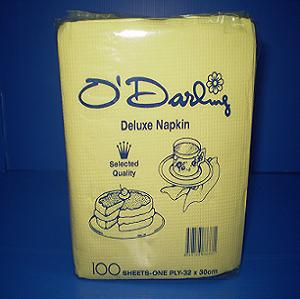 O'Darling
Deluxe Napkin
Selected
Quality
100 SHEETS-ONE PLY-32 x 30cm